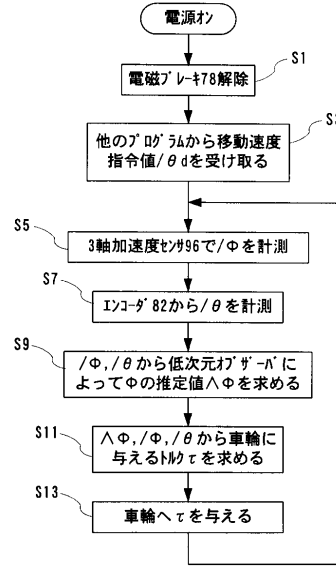 電源オン
S1
電磁ﾌﾞﾚｰｷ78解除
他のﾌﾟﾛｸﾞﾗﾑから移動速度
指令値/θdを受け取る
S5
3軸加速度ｾﾝｻ96で/Φを計測
S7
ｴﾝｺｰﾀﾞ82から/θを計測
S9
/Φ,/θから低次元ｵﾌﾞｻﾞｰﾊﾞに
よってΦの推定値∧Φを求める
S11
∧Φ,/Φ,/θから車輪に
与えるﾄﾙｸτを求める
S13
車輪へτを与える